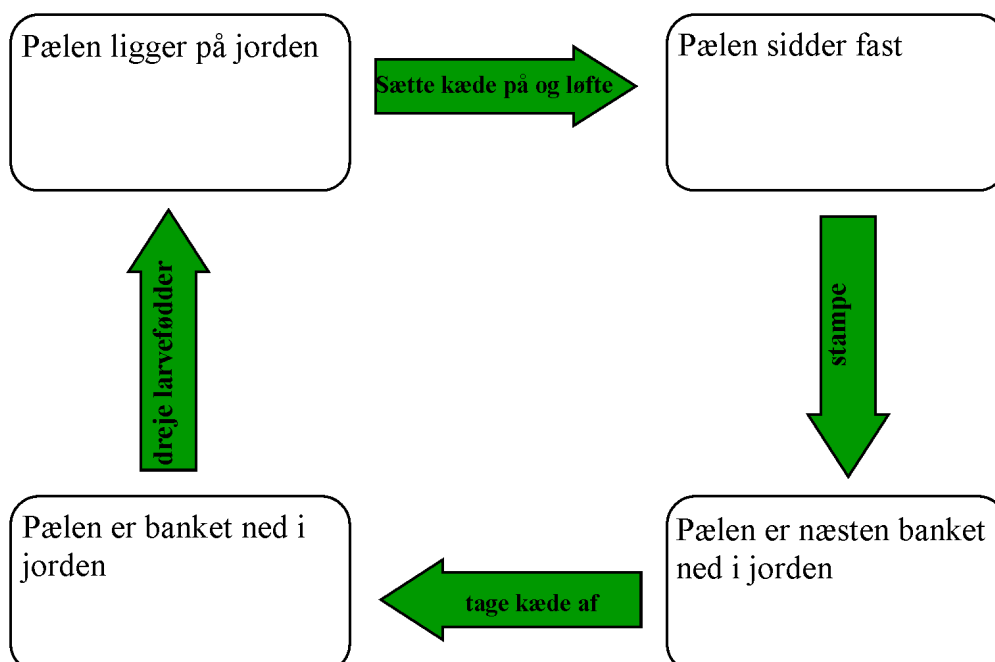 Pælen ligger på jorden
Sætte kæde på og løfte
Pælen sidder fast
stampe
Pælen er næsten banket
ned i jorden
tage kæde af
Pælen er banket ned i
jorden
dreje larvefødder